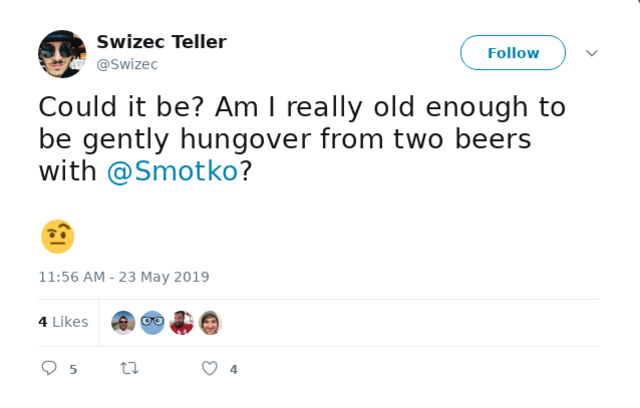 Swizec Teller
@Swizec
Follow
Could it be? Am I really old enough to
be gently hungover from two beers
with @Smotko?
11:56 AM - 23 May 2019
4 Likes
5
4